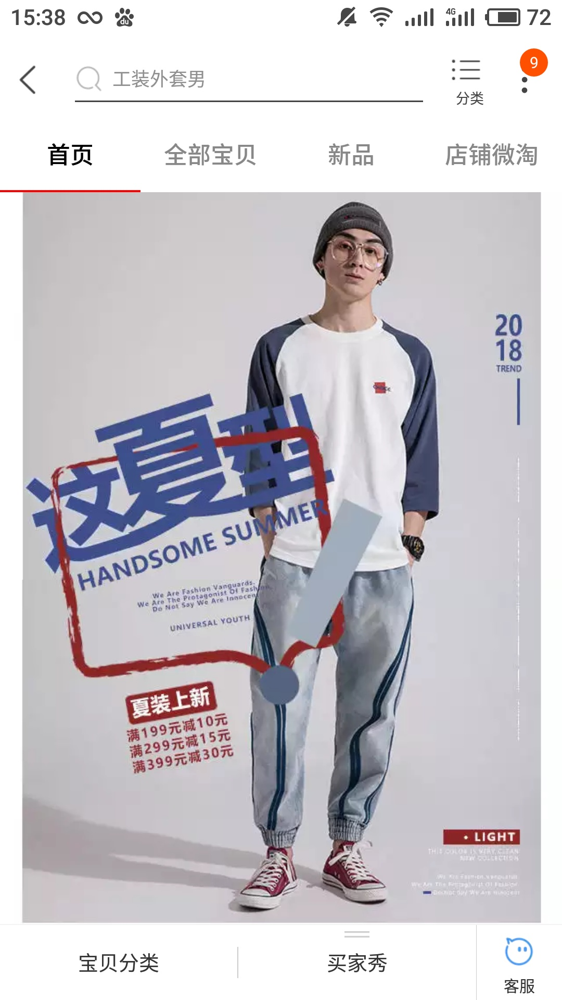 15:38
du
4G
72
工装外套男
分类
9
首页 全部宝贝 新品 店铺微淘
20
18
TREND
这夏型
HANDSOME SUMMER
We Are Fashion Vanguards.
We Are The Protagonist Of Fash
Do Not Say We Are Innocent
UNIVERSAL YOUTH
夏装上新
满199元减10元
满299元减15元
满399元减30元
• LIGHT
THIS COLOR IS VERY CLEAN
NEW COLLECTION
We Are Fashion Vanguards.
We Are The Protagonist Of Fashion.
Do Not Say We Are Innocent
宝贝分类
买家秀
客服